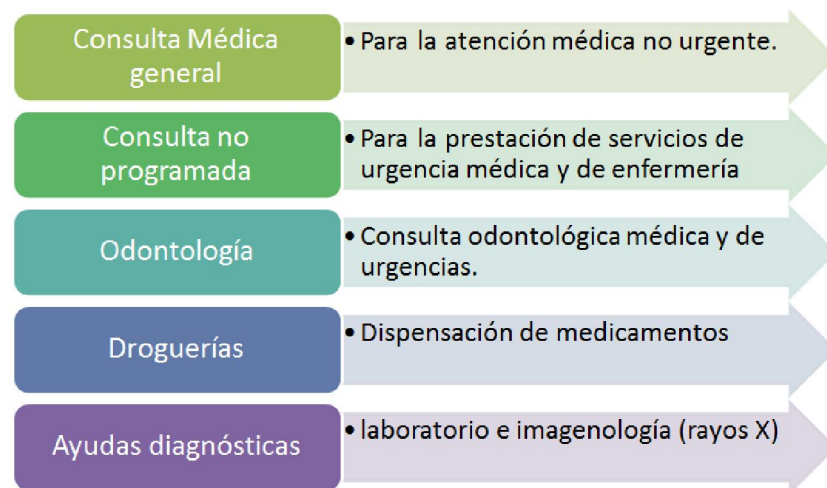 Consulta Médica
general
• Para la atención médica no urgente.
Consulta no
programada
• Para la prestación de servicios de
urgencia médica y de enfermería
Odontología
• Consulta odontológica médica y de
urgencias.
Droguerías
• Dispensación de medicamentos
Ayudas diagnósticas
• laboratorio e imagenología (rayos X)